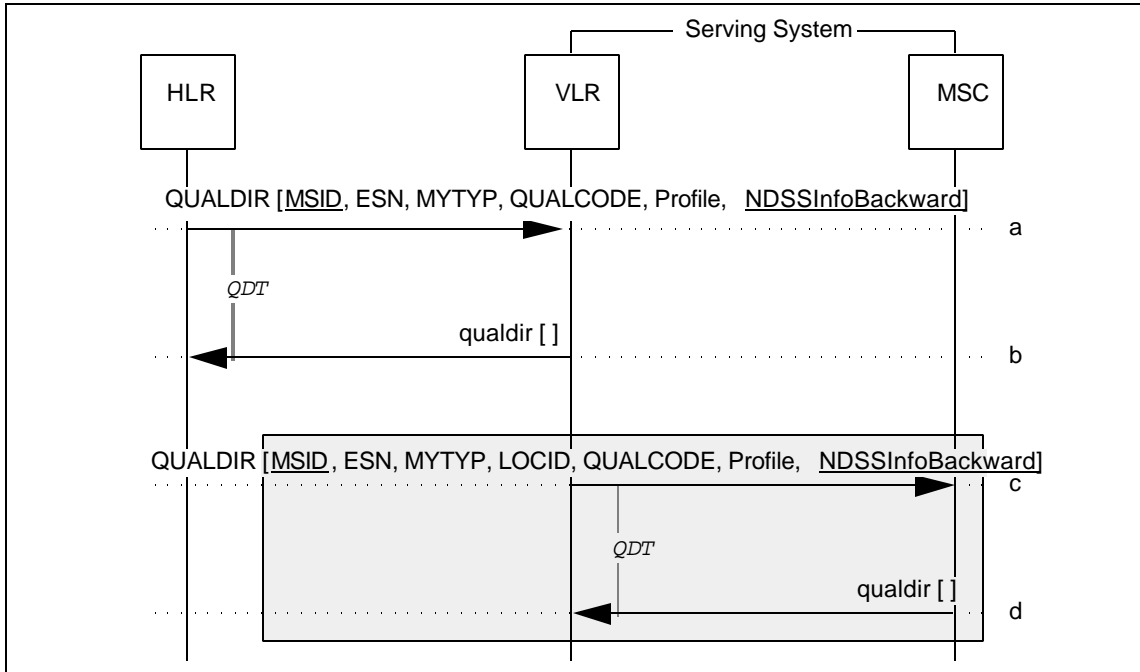 Serving System
HLR VLR MSC
QUALDIR [MSID, ESN, MYTYP, QUALCODE, Profile, NDSSInfoBackward]
a
QDT
qualdir [ ]
b
QUALDIR [MSID, ESN, MYTYP, LOCID, QUALCODE, Profile, NDSSInfoBackward]
c
QDT
qualdir [ ]
d